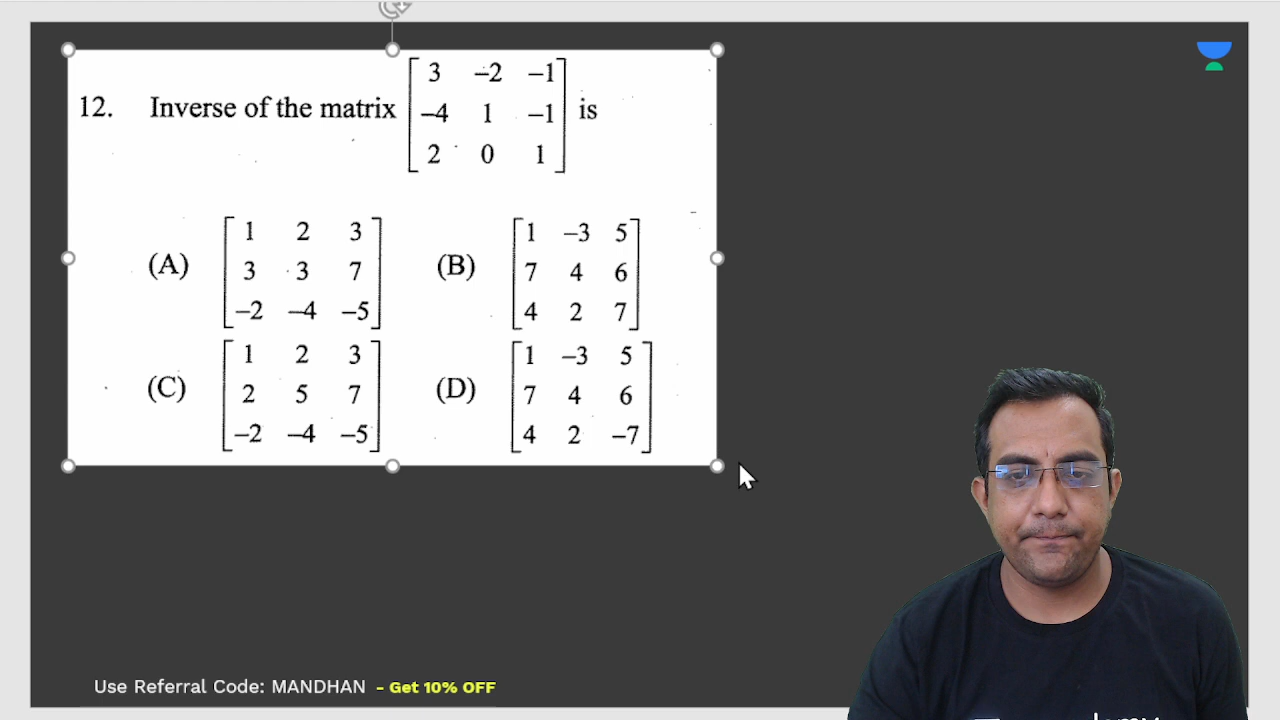 12. Inverse of the matrix [3 −2 −1
−4 1 −1
2 0 1] is
(A) [1 2 3
3 3 7
−2 −4 −5]
(B) [1 −3 5
7 4 6
4 2 7]
(C) [1 2 3
2 5 7
−2 −4 −5]
(D) [1 −3 5
7 4 6
4 2 −7]
Use Referral Code: MANDHAN - Get 10% OFF